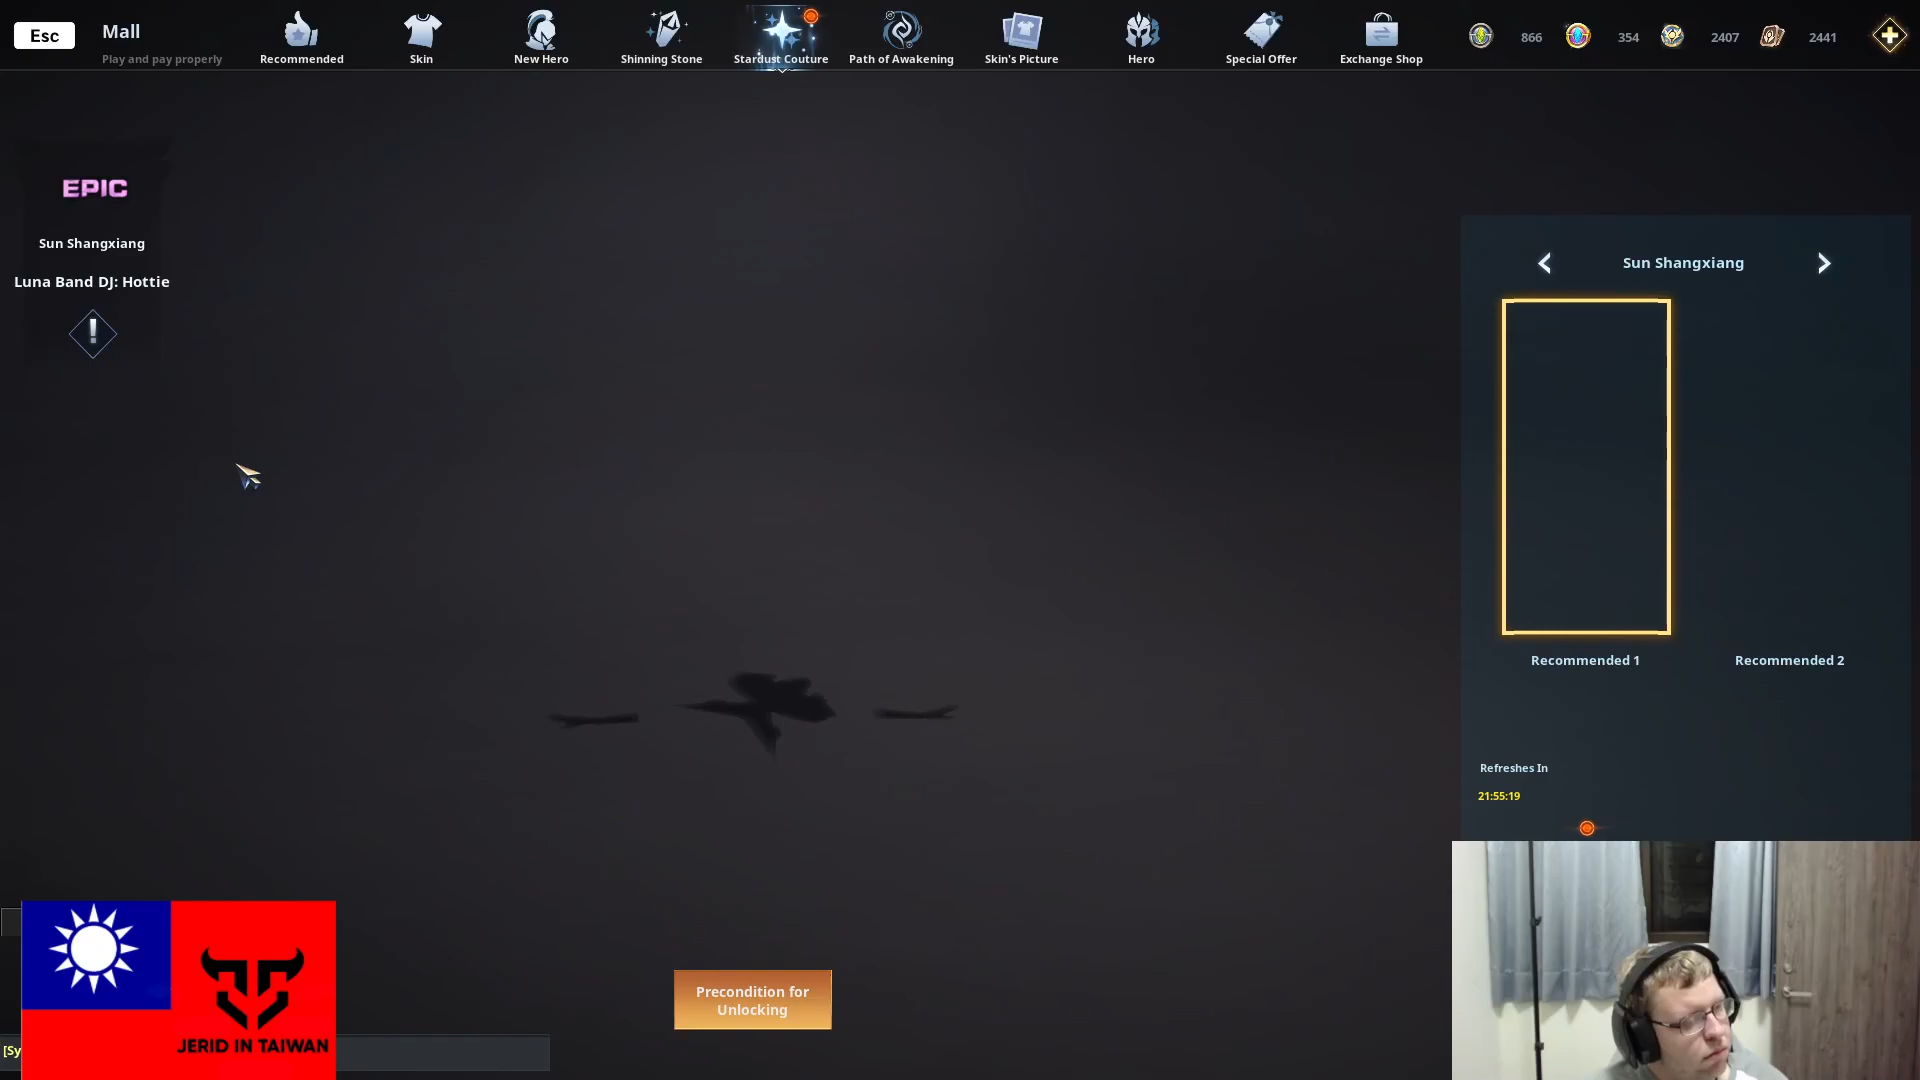 Esc
Mall
Play and pay properly
Recommended
Skin
New Hero
Shinning Stone
Stardust Couture
Path of Awakening
Skin's Picture
Hero
Special Offer
Exchange Shop
866
354
2407
2441
EPIC
Sun Shangxiang
Luna Band DJ: Hottie
Sun Shangxiang
Recommended 1
Recommended 2
Refreshes In
21:55:19
Precondition for
Unlocking
[Sy
JERID IN TAIWAN